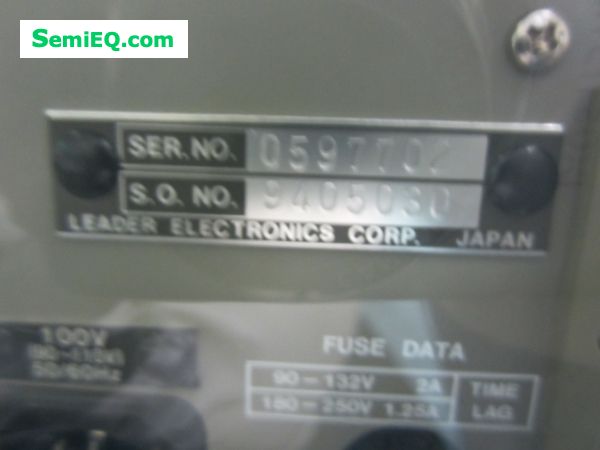 SemiEQ.com
SER.NO. 0597702
S.O. NO. 9405030
LEADER ELECTRONICS CORP. JAPAN
100V
50/60Hz
FUSE DATA
90-132V 2A TIME
180-250V 1.25A LAG